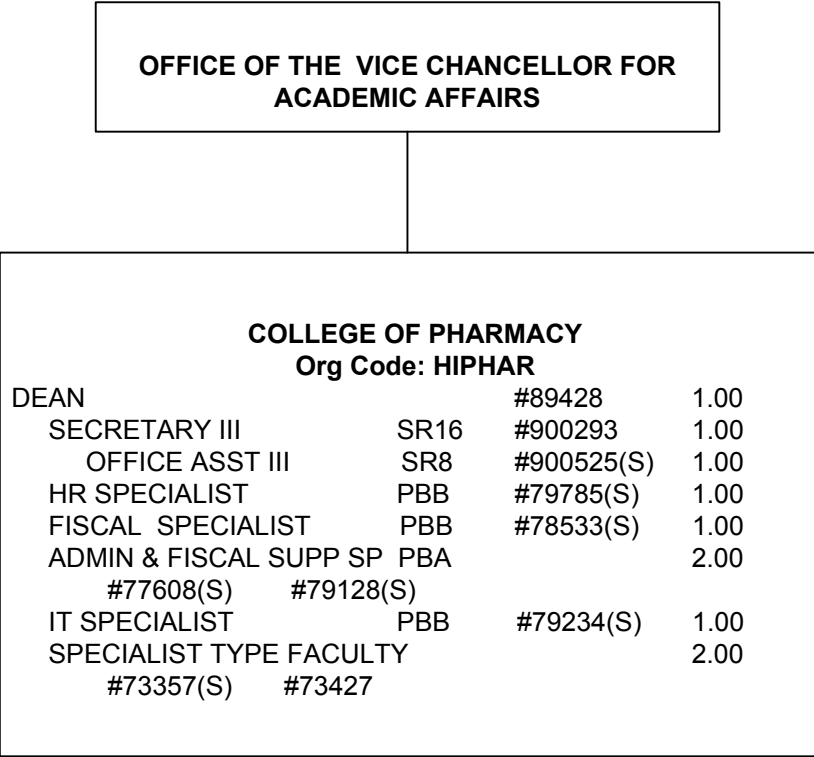 OFFICE OF THE VICE CHANCELLOR FOR
ACADEMIC AFFAIRS
COLLEGE OF PHARMACY
Org Code: HIPHAR
DEAN #89428 1.00
SECRETARY III SR16 #900293 1.00
OFFICE ASST III SR8 #900525(S) 1.00
HR SPECIALIST PBB #79785(S) 1.00
FISCAL SPECIALIST PBB #78533(S) 1.00
ADMIN & FISCAL SUPP SP PBA 2.00
#77608(S) #79128(S)
IT SPECIALIST PBB #79234(S) 1.00
SPECIALIST TYPE FACULTY 2.00
#73357(S) #73427